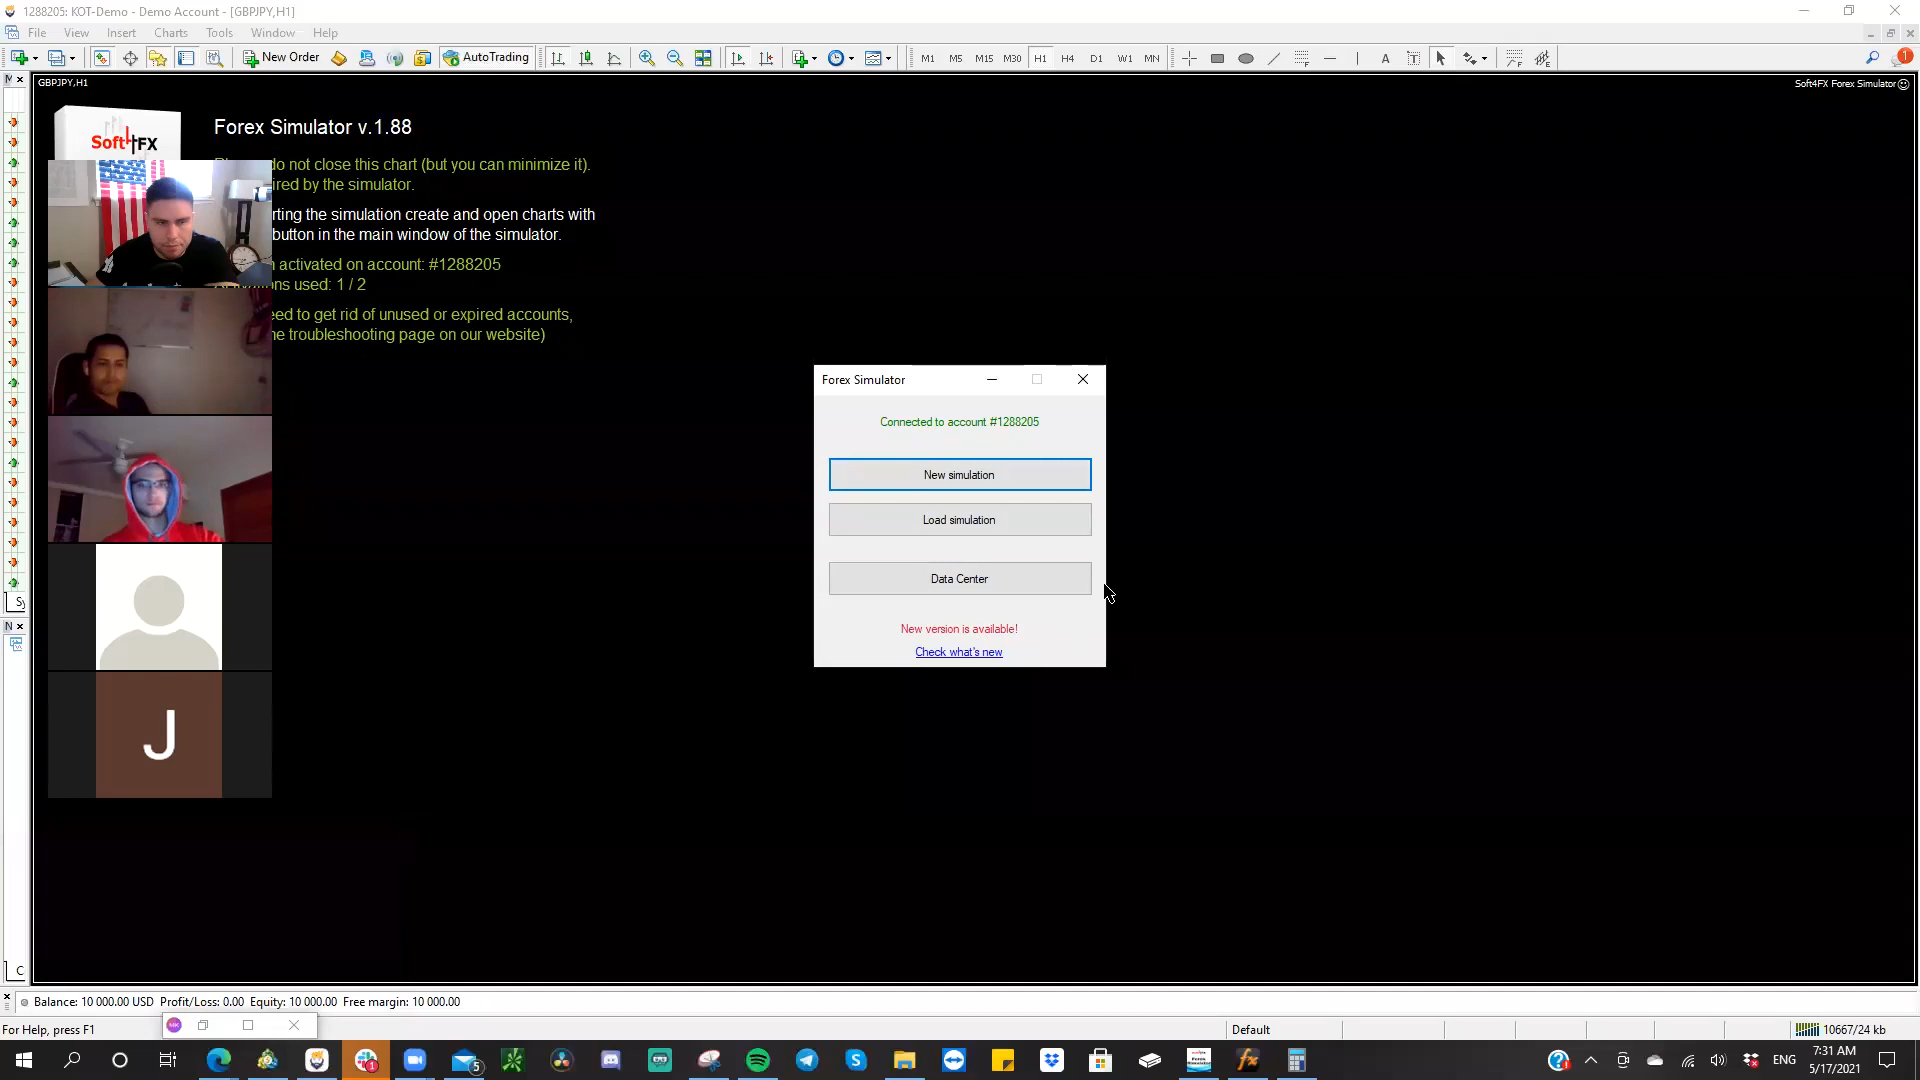 1288205: KOT-Demo - Demo Account - [GBPJPY,H1]
File View Insert Charts Tools Window Help
New Order AutoTrading M1 M5 M15 M30 H1 H4 D1 W1 MN A T 1
GBPJPY,H1
Soft4FX Forex Simulator
Soft4FX
Forex Simulator v.1.88
do not close this chart (but you can minimize it).
ired by the simulator.
rting the simulation create and open charts with
button in the main window of the simulator.
n activated on account: #1288205
ns used: 1 / 2
eed to get rid of unused or expired accounts,
he troubleshooting page on our website)
Forex Simulator
Connected to account #1288205
New simulation
Load simulation
Data Center
New version is available!
Check what's new
M
Sy
N
J
C
Balance: 10 000.00 USD Profit/Loss: 0.00 Equity: 10 000.00 Free margin: 10 000.00
For Help, press F1
NK
Default
10667/24 kb
1
5
ENG
7:31 AM
5/17/2021